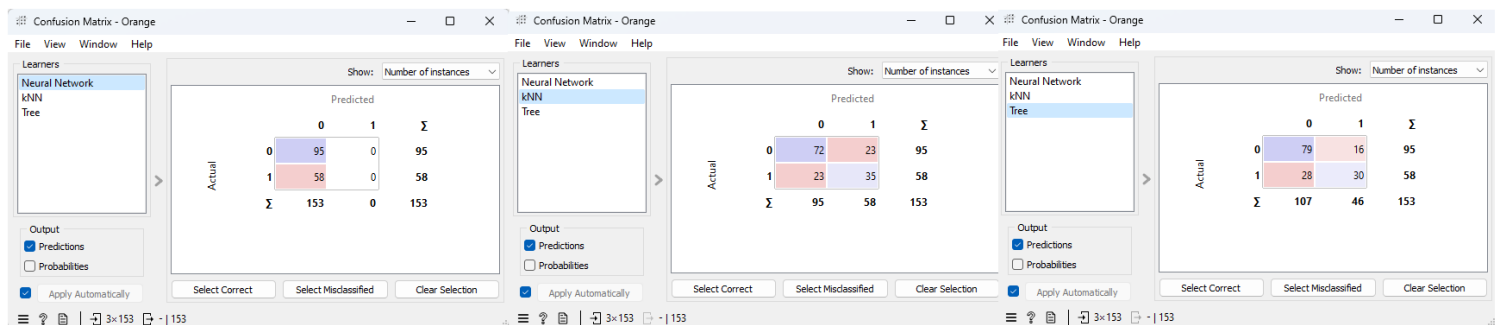 Confusion Matrix - Orange
File View Window Help
Learners
Neural Network
kNN
Tree
Show: Number of instances
Predicted
0 1 Σ
0 95 0 95
1 58 0 58
Σ 153 0 153
Actual
Output
Predictions
Probabilities
Apply Automatically
Select Correct Select Misclassified Clear Selection
3×153 - | 153
Confusion Matrix - Orange
File View Window Help
Learners
Neural Network
kNN
Tree
Show: Number of instances
Predicted
0 1 Σ
0 72 23 95
1 23 35 58
Σ 95 58 153
Actual
Output
Predictions
Probabilities
Apply Automatically
Select Correct Select Misclassified Clear Selection
3×153 - | 153
Confusion Matrix - Orange
File View Window Help
Learners
Neural Network
kNN
Tree
Show: Number of instances
Predicted
0 1 Σ
0 79 16 95
1 28 30 58
Σ 107 46 153
Actual
Output
Predictions
Probabilities
Apply Automatically
Select Correct Select Misclassified Clear Selection
3×153 - | 153